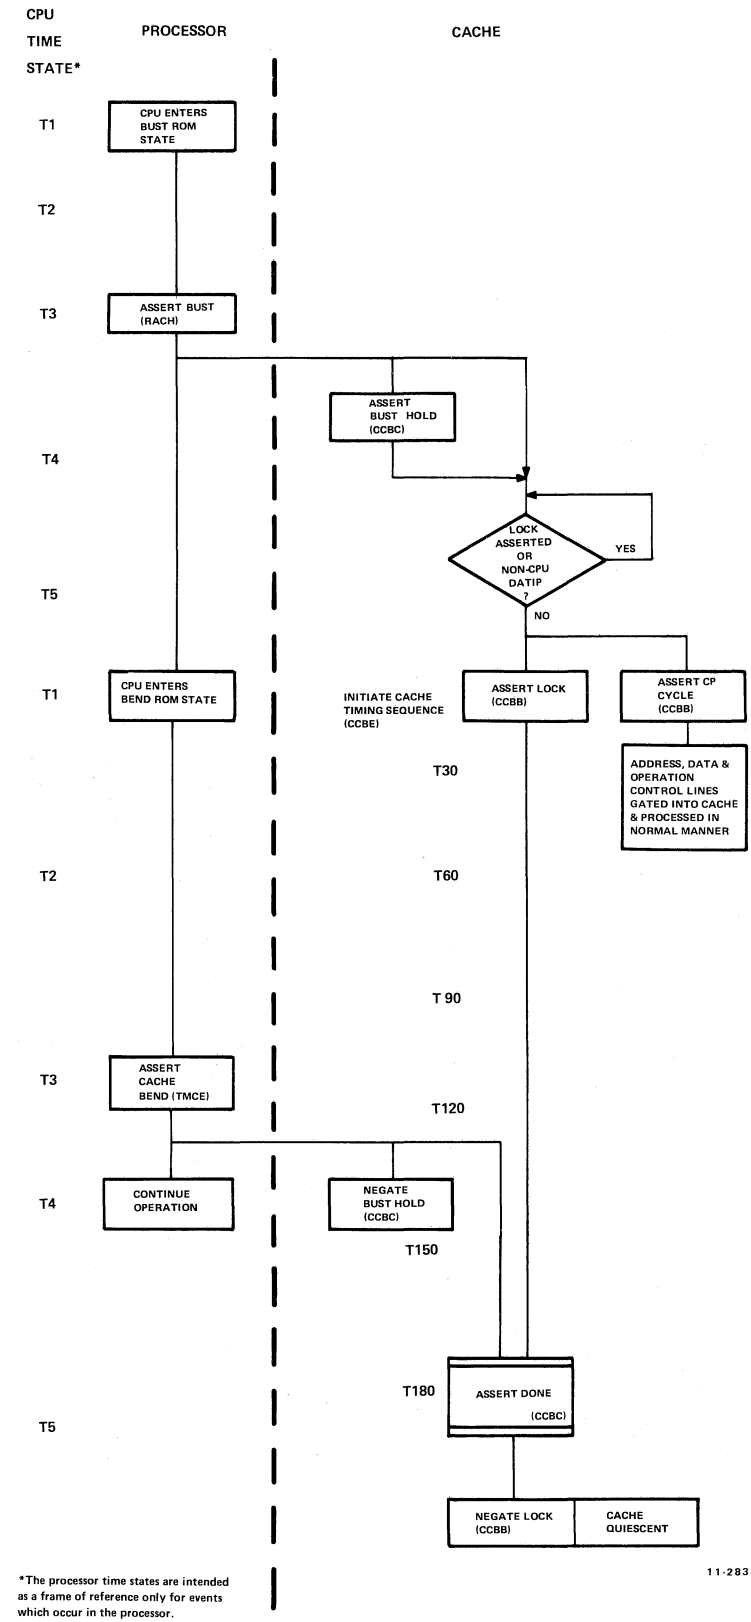 CPU
TIME
STATE*
PROCESSOR
CACHE
T1
CPU ENTERS
BUST ROM
STATE
T2
T3
ASSERT BUST
(RACH)
ASSERT
BUST HOLD
(CCBC)
T4
LOCK
ASSERTED
OR
NON-CPU
DATIP
?
YES
T5
NO
T1
CPU ENTERS
BEND ROM STATE
INITIATE CACHE
TIMING SEQUENCE
(CCBE)
ASSERT LOCK
(CCBB)
ASSERT CP
CYCLE
(CCBB)
T30
ADDRESS, DATA &
OPERATION
CONTROL LINES
GATED INTO CACHE
& PROCESSED IN
NORMAL MANNER
T2
T60
T 90
T3
ASSERT
CACHE
BEND (TMCE)
T120
T4
CONTINUE
OPERATION
NEGATE
BUST HOLD
(CCBC)
T150
T180
ASSERT DONE
(CCBC)
T5
NEGATE LOCK
(CCBB)
CACHE
QUIESCENT
11-283
*The processor time states are intended
as a frame of reference only for events
which occur in the processor.